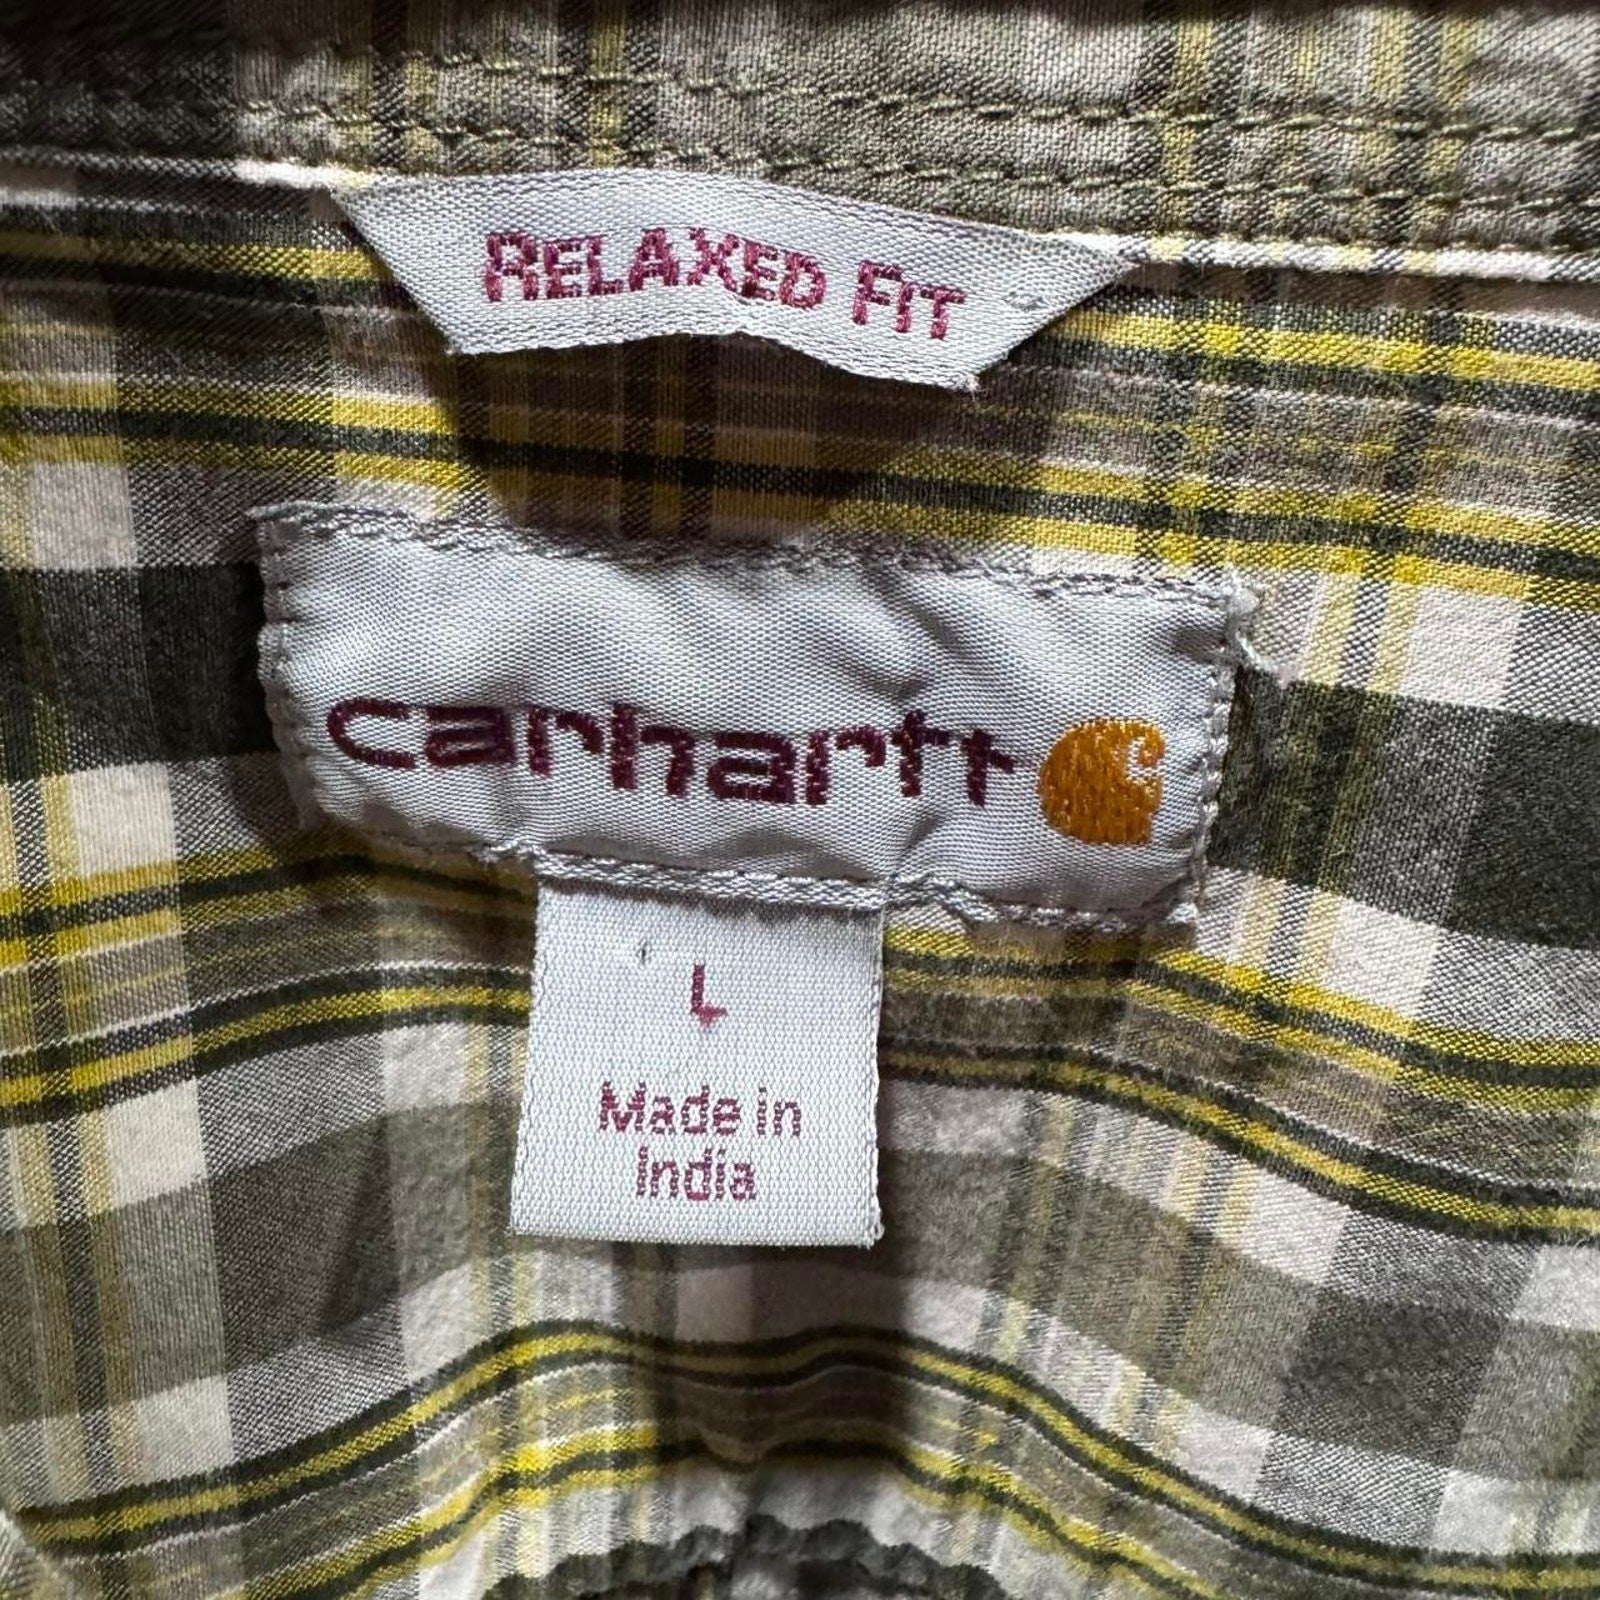 RELAXED FIT
carhartt
L
Made in
India